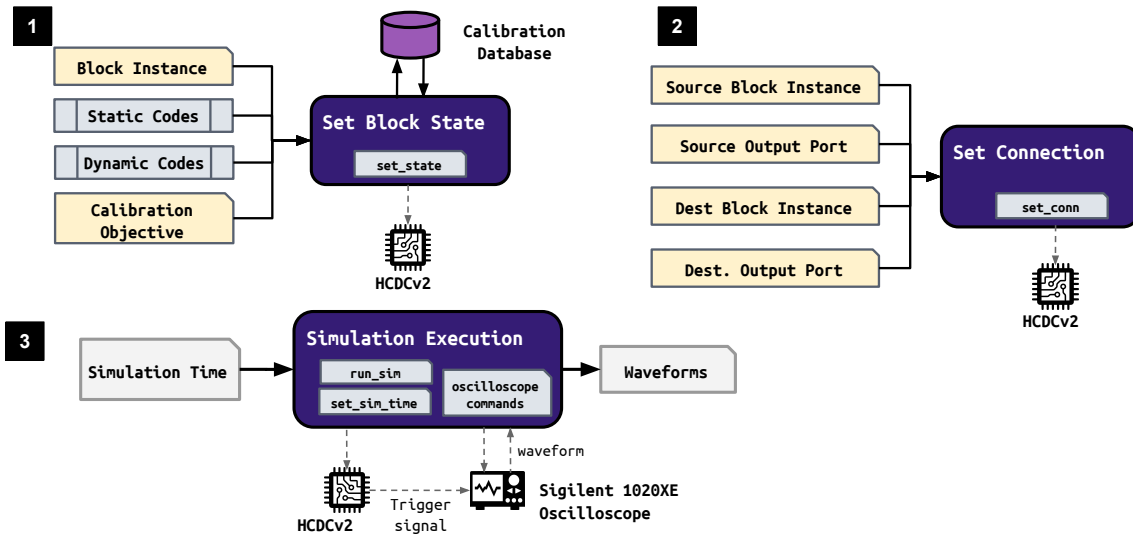 1
Block Instance
Static Codes
Dynamic Codes
Calibration
Objective
Calibration
Database
Set Block State
set_state
HCDCv2
2
Source Block Instance
Source Output Port
Dest Block Instance
Dest. Output Port
Set Connection
set_conn
HCDCv2
3
Simulation Time
Simulation Execution
run_sim
set_sim_time
oscilloscope
commands
Waveforms
waveform
HCDCv2
Trigger
signal
Sigilent 1020XE
Oscilloscope